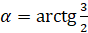 α = arctg 3/2